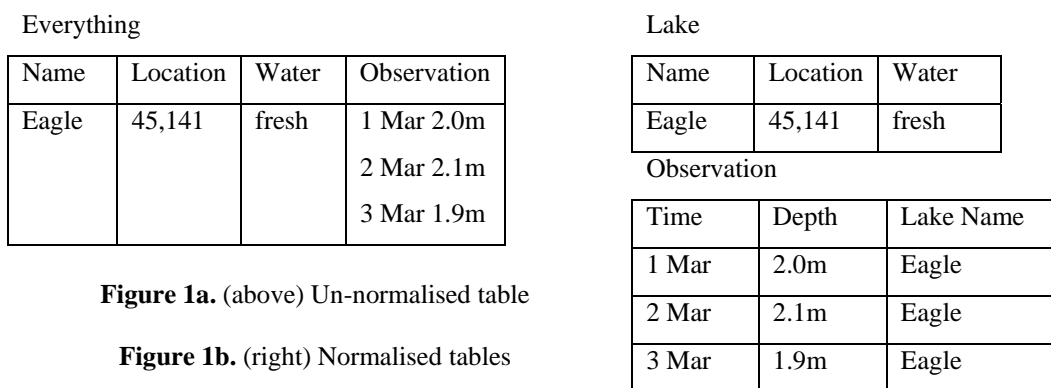 Everything
Name Location Water Observation
Eagle 45,141 fresh 1 Mar 2.0m
2 Mar 2.1m
3 Mar 1.9m
Figure 1a. (above) Un-normalised table
Figure 1b. (right) Normalised tables
Lake
Name Location Water
Eagle 45,141 fresh
Observation
Time Depth Lake Name
1 Mar 2.0m Eagle
2 Mar 2.1m Eagle
3 Mar 1.9m Eagle